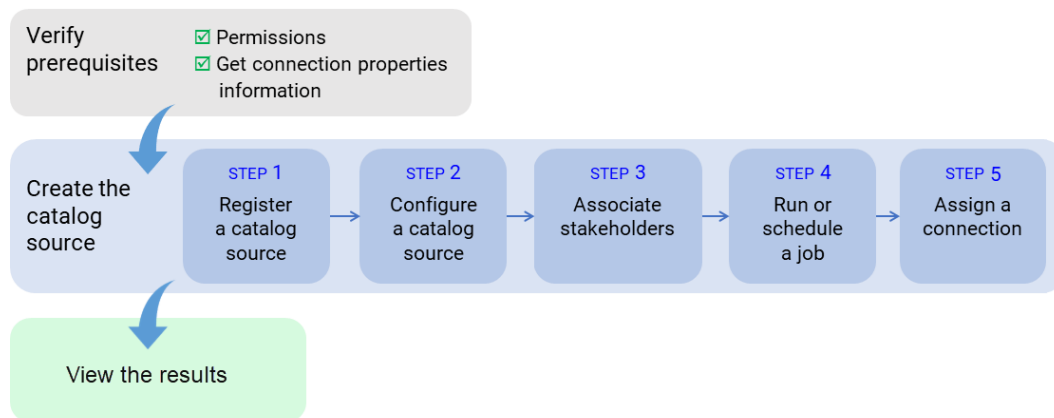 Verify
prerequisites
Permissions
Get connection properties
information
Create the
catalog
source
STEP 1
Register
a catalog
source
STEP 2
Configure
a catalog
source
STEP 3
Associate
stakeholders
STEP 4
Run or
schedule
a job
STEP 5
Assign a
connection
View the results